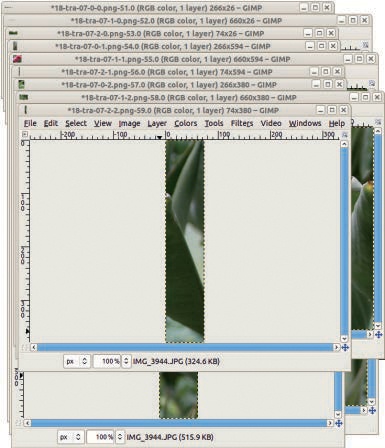 *18-tra-07-0-0.png-51.0 (RGB color, 1 layer) 266x26 – GIMP
*18-tra-07-1-0.png-52.0 (RGB color, 1 layer) 660x26 – GIMP
*18-tra-07-2-0.png-53.0 (RGB color, 1 layer) 74x26 – GIMP
*18-tra-07-0-1.png-54.0 (RGB color, 1 layer) 266x594 – GIMP
*18-tra-07-1-1.png-55.0 (RGB color, 1 layer) 660x594 – GIMP
*18-tra-07-2-1.png-56.0 (RGB color, 1 layer) 74x594 – GIMP
*18-tra-07-0-2.png-57.0 (RGB color, 1 layer) 266x380 – GIMP
*18-tra-07-1-2.png-58.0 (RGB color, 1 layer) 660x380 – GIMP
*18-tra-07-2-2.png-59.0 (RGB color, 1 layer) 74x380 – GIMP
File Edit Select View Image Layer Colors Tools Filters Video Windows Help
-200 -100 0 100 200 300
0
100
200
300
px 100% IMG_3944.JPG (324.6 KB)
px 100% IMG_3944.JPG (515.9 KB)